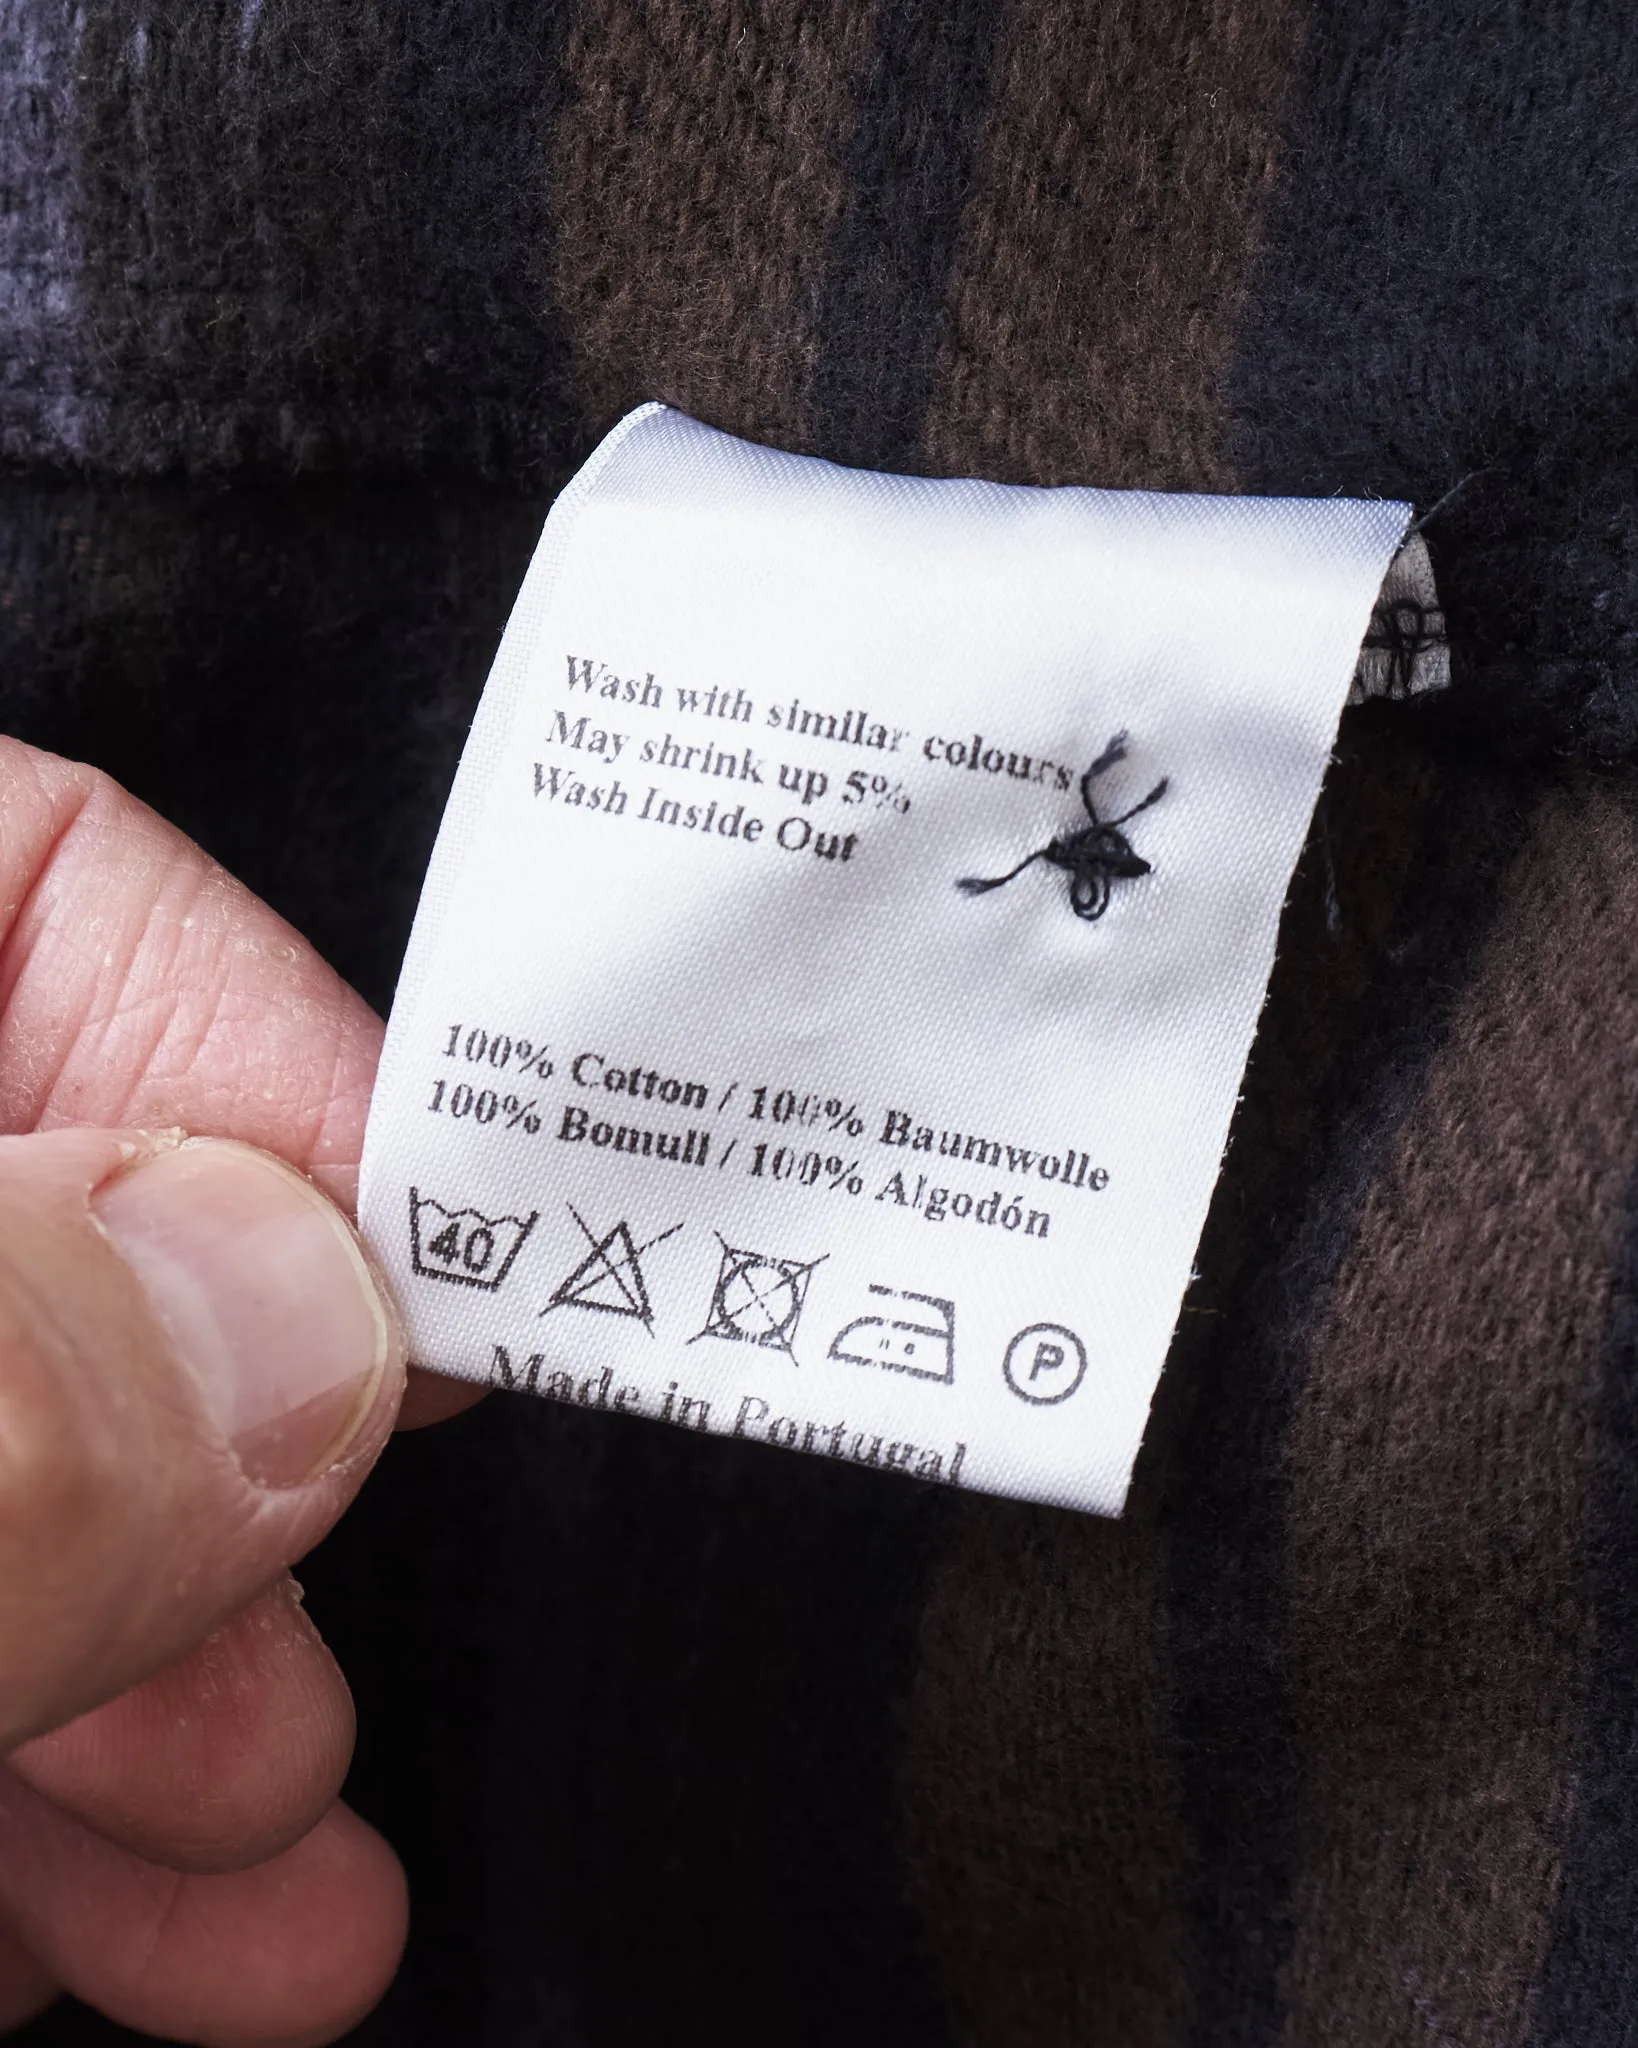 Wash with similar colours
May shrink up 5%
Wash Inside Out
100% Cotton / 100% Baumwolle
100% Bomull / 100% Algodón
40
P
Made in Portugal